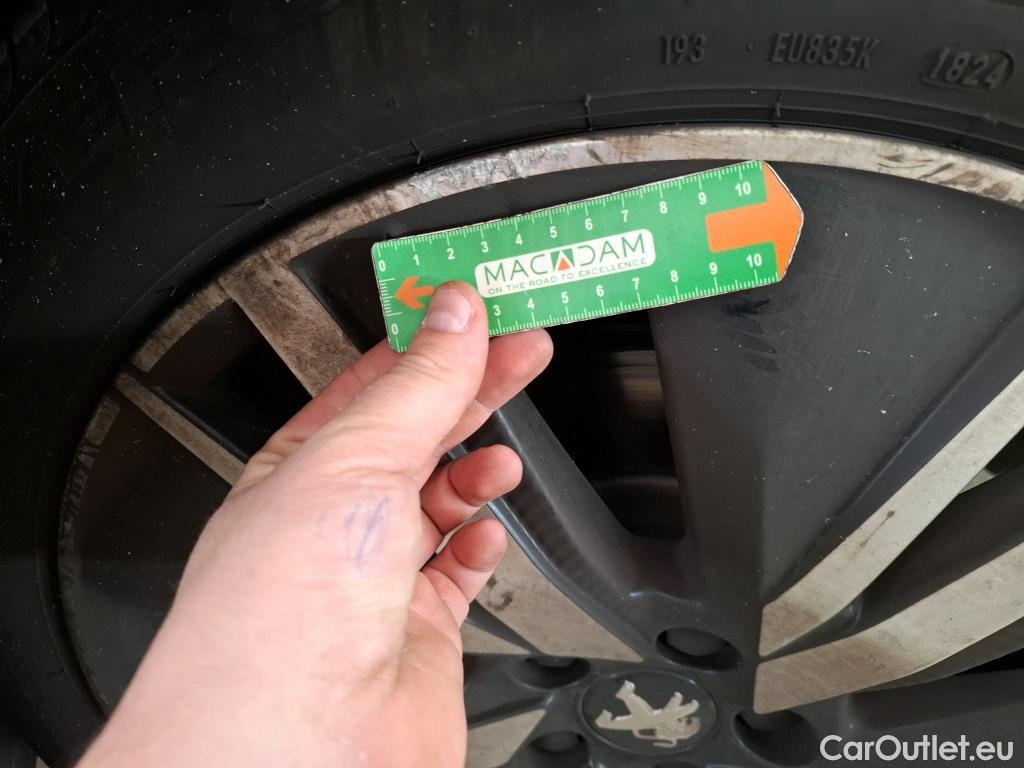 193 EU835K 1824
0 1 2 3 4 5 6 7 8 9 10
MACADAM
ON THE ROAD TO EXCELLENCE
0 3 4 5 6 7 8 9 10
CarOutlet.eu